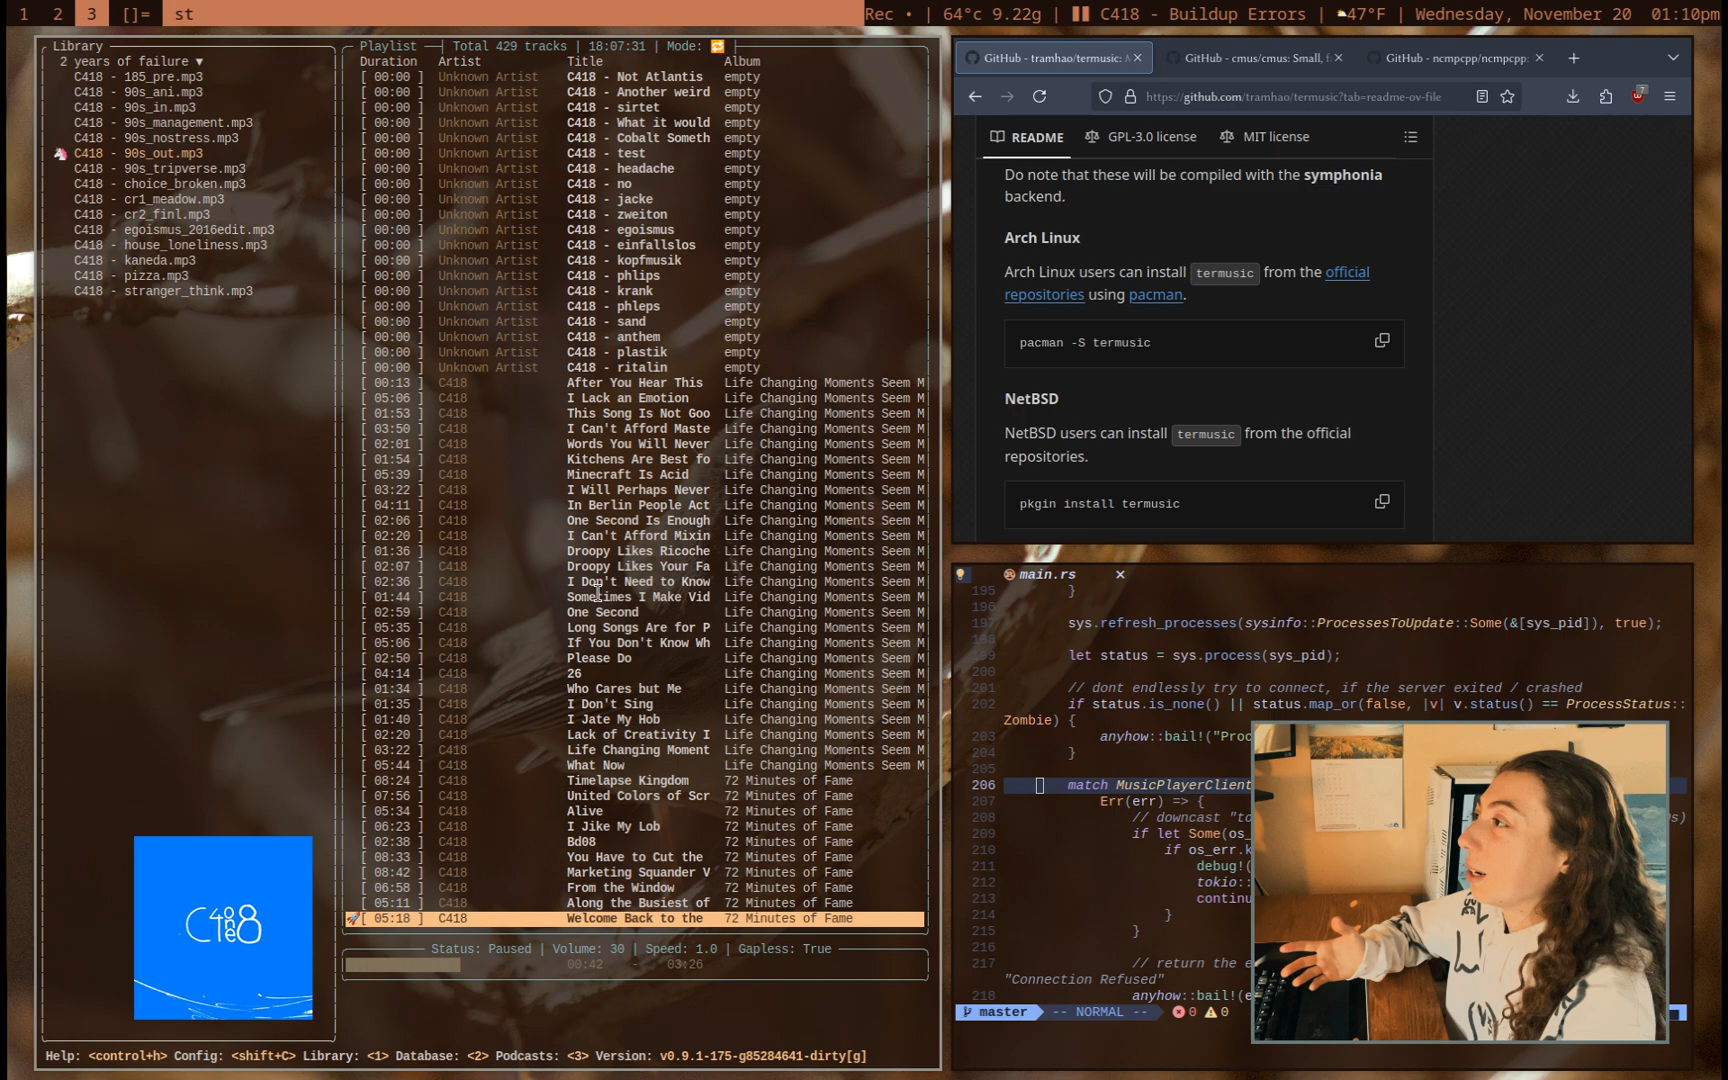 1 2 3 []= st
Rec • | 64°c 9.22g | C418 - Buildup Errors | 47°F | Wednesday, November 20 01:10pm
Library
2 years of failure ▼
C418 - 185_pre.mp3
C418 - 90s_ani.mp3
C418 - 90s_in.mp3
C418 - 90s_management.mp3
C418 - 90s_nostress.mp3
C418 - 90s_out.mp3
C418 - 90s_tripverse.mp3
C418 - choice_broken.mp3
C418 - cr1_meadow.mp3
C418 - cr2_finl.mp3
C418 - egoismus_2016edit.mp3
C418 - house_loneliness.mp3
C418 - kaneda.mp3
C418 - pizza.mp3
C418 - stranger_think.mp3
C418
one
Playlist | Total 429 tracks | 18:07:31 | Mode:
Duration Artist Title Album
[ 00:00 ] Unknown Artist C418 - Not Atlantis empty
[ 00:00 ] Unknown Artist C418 - Another weird empty
[ 00:00 ] Unknown Artist C418 - sirtet empty
[ 00:00 ] Unknown Artist C418 - What it would empty
[ 00:00 ] Unknown Artist C418 - Cobalt Someth empty
[ 00:00 ] Unknown Artist C418 - test empty
[ 00:00 ] Unknown Artist C418 - headache empty
[ 00:00 ] Unknown Artist C418 - no empty
[ 00:00 ] Unknown Artist C418 - jacke empty
[ 00:00 ] Unknown Artist C418 - zweiton empty
[ 00:00 ] Unknown Artist C418 - egoismus empty
[ 00:00 ] Unknown Artist C418 - einfallslos empty
[ 00:00 ] Unknown Artist C418 - kopfmusik empty
[ 00:00 ] Unknown Artist C418 - phlips empty
[ 00:00 ] Unknown Artist C418 - krank empty
[ 00:00 ] Unknown Artist C418 - phleps empty
[ 00:00 ] Unknown Artist C418 - sand empty
[ 00:00 ] Unknown Artist C418 - anthem empty
[ 00:00 ] Unknown Artist C418 - plastik empty
[ 00:00 ] Unknown Artist C418 - ritalin empty
[ 00:13 ] C418 After You Hear This Life Changing Moments Seem M
[ 05:06 ] C418 I Lack an Emotion Life Changing Moments Seem M
[ 01:53 ] C418 This Song Is Not Goo Life Changing Moments Seem M
[ 03:50 ] C418 I Can't Afford Maste Life Changing Moments Seem M
[ 02:01 ] C418 Words You Will Never Life Changing Moments Seem M
[ 01:54 ] C418 Kitchens Are Best fo Life Changing Moments Seem M
[ 05:39 ] C418 Minecraft Is Acid Life Changing Moments Seem M
[ 03:22 ] C418 I Will Perhaps Never Life Changing Moments Seem M
[ 04:11 ] C418 In Berlin People Act Life Changing Moments Seem M
[ 02:06 ] C418 One Second Is Enough Life Changing Moments Seem M
[ 02:20 ] C418 I Can't Afford Mixin Life Changing Moments Seem M
[ 01:36 ] C418 Droopy Likes Ricoche Life Changing Moments Seem M
[ 02:07 ] C418 Droopy Likes Your Fa Life Changing Moments Seem M
[ 02:36 ] C418 I Don't Need to Know Life Changing Moments Seem M
[ 01:44 ] C418 Sometimes I Make Vid Life Changing Moments Seem M
[ 02:59 ] C418 One Second Life Changing Moments Seem M
[ 05:35 ] C418 Long Songs Are for P Life Changing Moments Seem M
[ 05:06 ] C418 If You Don't Know Wh Life Changing Moments Seem M
[ 02:50 ] C418 Please Do Life Changing Moments Seem M
[ 04:14 ] C418 26 Life Changing Moments Seem M
[ 01:34 ] C418 Who Cares but Me Life Changing Moments Seem M
[ 01:35 ] C418 I Don't Sing Life Changing Moments Seem M
[ 01:40 ] C418 I Jate My Hob Life Changing Moments Seem M
[ 02:20 ] C418 Lack of Creativity I Life Changing Moments Seem M
[ 03:22 ] C418 Life Changing Moment Life Changing Moments Seem M
[ 05:44 ] C418 What Now Life Changing Moments Seem M
[ 08:24 ] C418 Timelapse Kingdom 72 Minutes of Fame
[ 07:56 ] C418 United Colors of Scr 72 Minutes of Fame
[ 05:34 ] C418 Alive 72 Minutes of Fame
[ 06:23 ] C418 I Jike My Lob 72 Minutes of Fame
[ 02:38 ] C418 Bd08 72 Minutes of Fame
[ 08:33 ] C418 You Have to Cut the 72 Minutes of Fame
[ 08:42 ] C418 Marketing Squander V 72 Minutes of Fame
[ 06:58 ] C418 From the Window 72 Minutes of Fame
[ 05:11 ] C418 Along the Busiest of 72 Minutes of Fame
[ 05:18 ] C418 Welcome Back to the 72 Minutes of Fame
Status: Paused | Volume: 30 | Speed: 1.0 | Gapless: True
00:42 - 03:26
Help: <control+h> Config: <shift+C> Library: <1> Database: <2> Podcasts: <3> Version: v0.9.1-175-g85284641-dirty[g]
GitHub - tramhao/termusic: M
GitHub - cmus/cmus: Small, f
GitHub - ncmpcpp/ncmpcpp:
https://github.com/tramhao/termusic?tab=readme-ov-file
7
README GPL-3.0 license MIT license
Do note that these will be compiled with the symphonia
backend.
Arch Linux
Arch Linux users can install termusic from the official
repositories using pacman.
pacman -S termusic
NetBSD
NetBSD users can install termusic from the official
repositories.
pkgin install termusic
main.rs
195 }
196
197 sys.refresh_processes(sysinfo::ProcessesToUpdate::Some(&[sys_pid]), true);
198
199 let status = sys.process(sys_pid);
200
201 // dont endlessly try to connect, if the server exited / crashed
202 if status.is_none() || status.map_or(false, |v| v.status() == ProcessStatus::
Zombie) {
203 anyhow::bail!("Proc
204 }
205
206 match MusicPlayerClient
207 Err(err) => {
208 // downcast "to s)
209 if let Some(os_
210 if os_err.k
211 debug!(
212 tokio::
213 continu
214 }
215 }
216
217 // return the e
"Connection Refused"
218 anyhow::bail!(e
master -- NORMAL -- 0 0